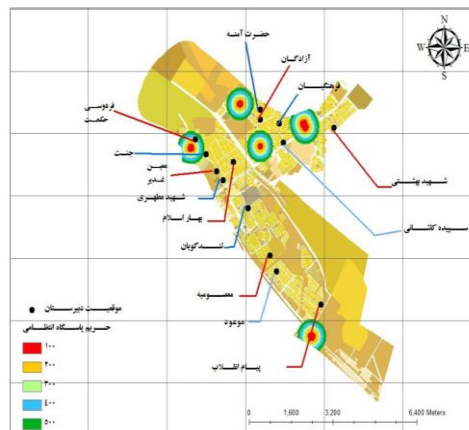 N
W E
S
حضرت آمنه
آزادگان
فرهنگیان
فردوسی
حکمت
جنت
معین
غدیر
شهید مطهری
بهار اسلام
تندگویان
شهید بهشتی
سپیده کاشانی
معصومیه
موعود
پیام انقلاب
موقعیت دبیرستان
حریم پاسگاه انتظامی
۱۰۰
۲۰۰
۳۰۰
۴۰۰
۵۰۰
0 1,600 3,200 6,400 Meters